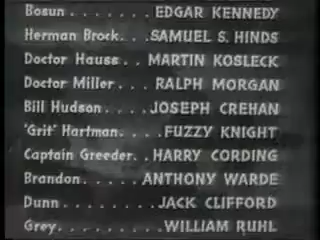 Bosun.......EDGAR KENNEDY
Herman Brock...SAMUEL S. HINDS
Doctor Hauss..MARTIN KOSLECK
Doctor Miller....RALPH MORGAN
Bill Hudson.....JOSEPH CREHAN
'Grit' Hartman....FUZZY KNIGHT
Captain Greeder..HARRY CORDING
Brandon.....ANTHONY WARDE
Dunn........JACK CLIFFORD
Grey.........WILLIAM RUHL